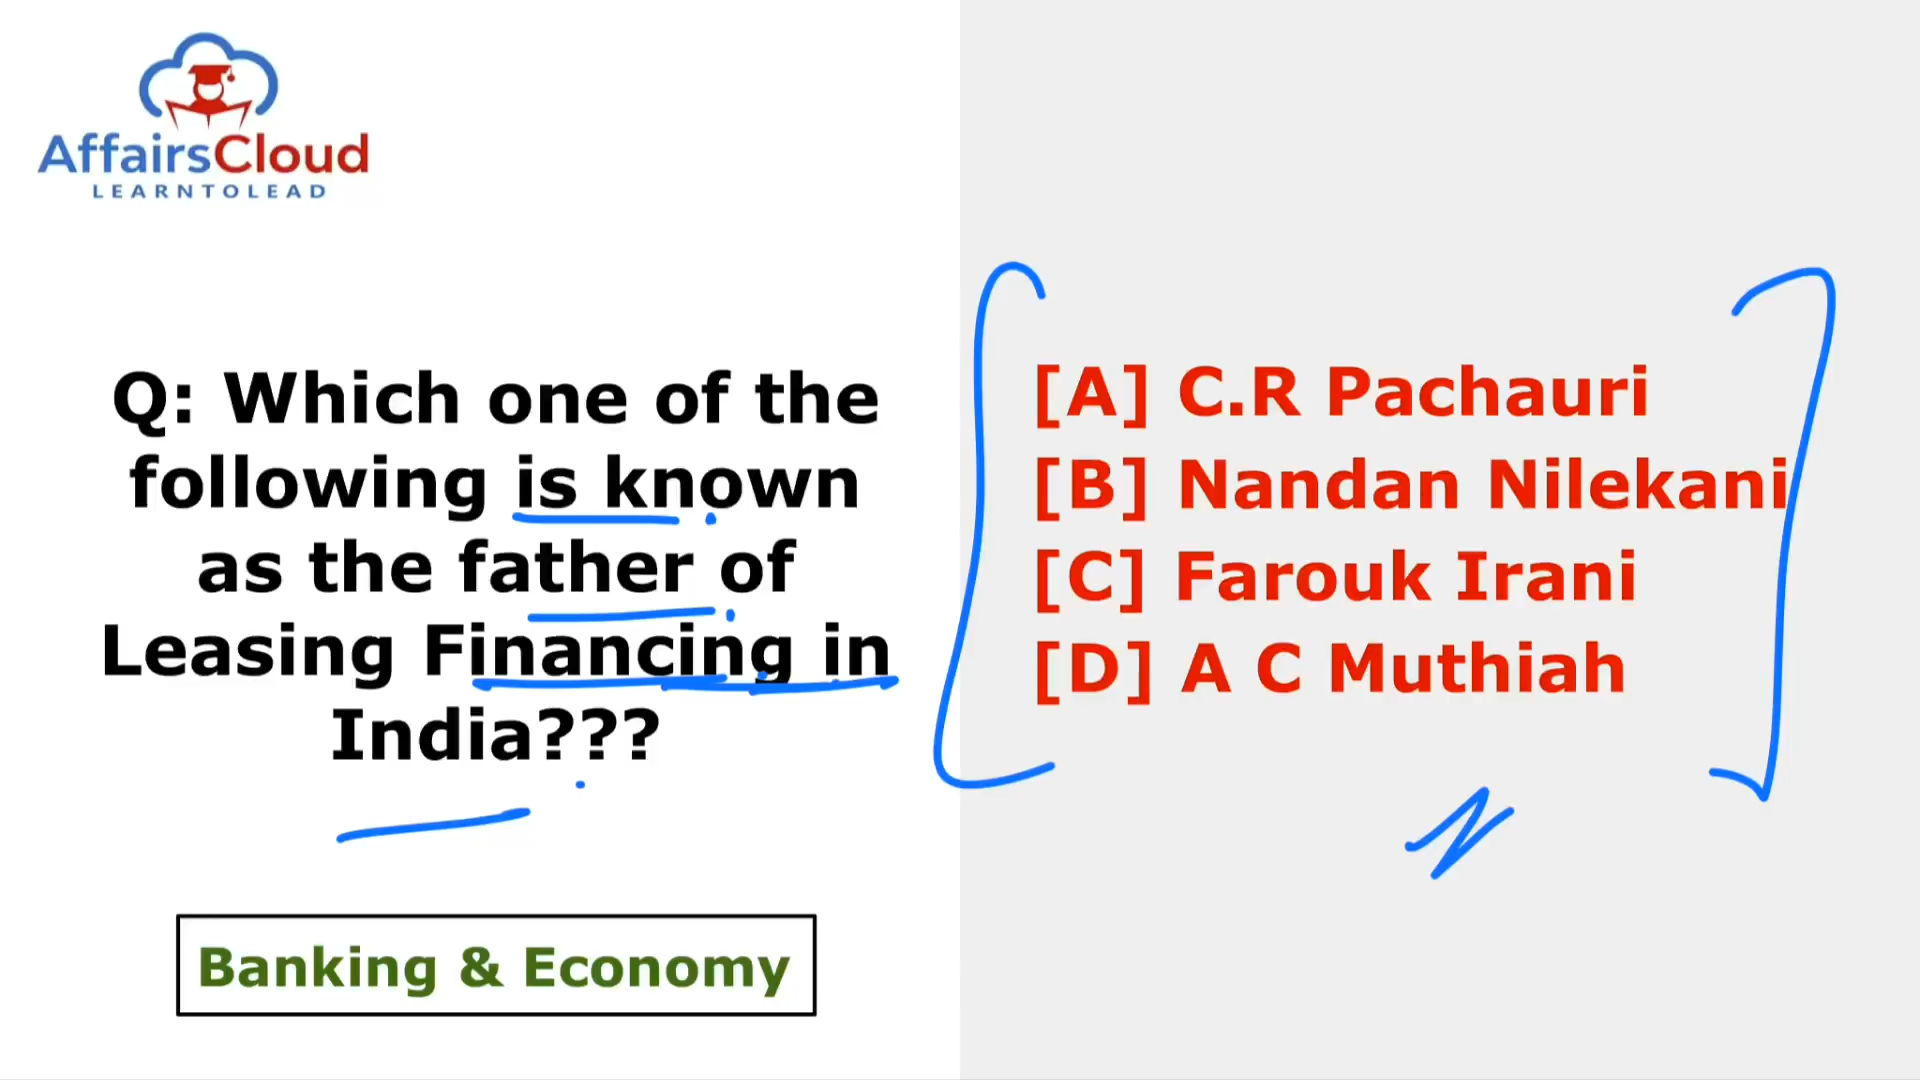 AffairsCloud
LEARNTOLEAD
Q: Which one of the
following is known
as the father of
Leasing Financing in
India???
Banking & Economy
[A] C.R Pachauri
[B] Nandan Nilekani
[C] Farouk Irani
[D] A C Muthiah